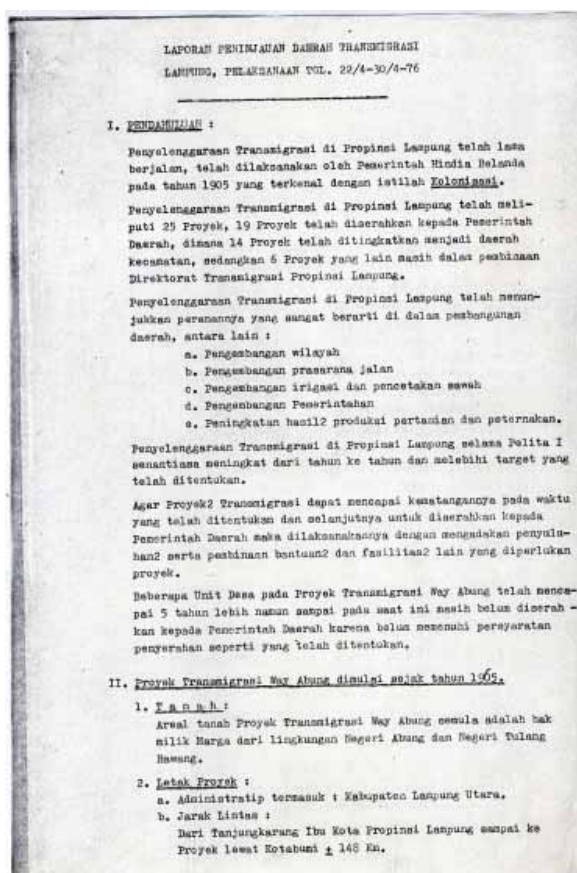 LAPORAN PENINJAUAN DAERAH TRANSMIGRASI
LAMPUNG, PELAKSANAAN TGL. 22/4-30/4-76
I. PENDAHULUAN :
Penyelenggaraan Transmigrasi di Propinsi Lampung telah lama
berjalan, telah dilaksanakan oleh Pemerintah Hindia Belanda
pada tahun 1905 yang terkenal dengan istilah Kolonisasi.
Penyelenggaraan Transmigrasi di Propinsi Lampung telah meli-
puti 25 Proyek, 19 Proyek telah diserahkan kepada Pemerintah
Daerah, dimana 14 Proyek telah ditingkatkan menjadi daerah
kecamatan, sedangkan 6 Proyek yang lain masih dalam pembinaan
Direktorat Transmigrasi Propinsi Lampung.
Penyelenggaraan Transmigrasi di Propinsi Lampung telah menun-
jukkan peranannya yang sangat berarti di dalam pembangunan
daerah, antara lain :
a. Pengembangan wilayah
b. Pengembangan prasarana jalan
c. Pengembangan irigasi dan pencetakan sawah
d. Pengembangan Pemerintahan
e. Peningkatan hasil2 produksi pertanian dan peternakan.
Penyelenggaraan Transmigrasi di Propinsi Lampung selama Pelita I
senantiasa meningkat dari tahun ke tahun dan melebihi target yang
telah ditentukan.
Agar Proyek2 Transmigrasi dapat mencapai kematangannya pada waktu
yang telah ditentukan dan selanjutnya untuk diserahkan kepada
Pemerintah Daerah maka dilaksanakannya dengan mengadakan penyulu-
han2 serta pembinaan bantuan2 dan fasilitas2 lain yang diperlukan
proyek.
Beberapa Unit Desa pada Proyek Transmigrasi Way Abung telah menca-
pai 5 tahun lebih namun sampai pada saat ini masih belum diserah -
kan kepada Pemerintah Daerah karena belum memenuhi persyaratan
penyerahan seperti yang telah ditentukan.
II. Proyek Transmigrasi Way Abung dimulai sejak tahun 1965.
1. T a n a h :
Areal tanah Proyek Transmigrasi Way Abung semula adalah hak
milik Marga dari lingkungan Negeri Abung dan Negeri Tulang
Bawang.
2. Letak Proyek :
a. Administratip termasuk : Kabupaten Lampung Utara.
b. Jarak Lintas :
Dari Tanjungkarang Ibu Kota Propinsi Lampung sampai ke
Proyek lewat Kotabumi ± 148 Km.